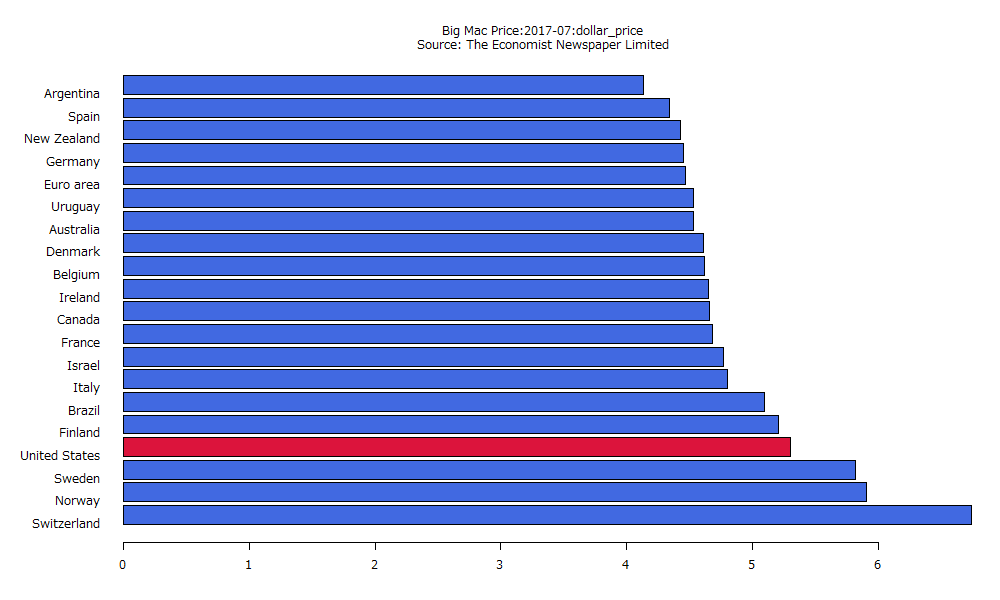 Big Mac Price:2017-07:dollar_price
Source: The Economist Newspaper Limited
Argentina
Spain
New Zealand
Germany
Euro area
Uruguay
Australia
Denmark
Belgium
Ireland
Canada
France
Israel
Italy
Brazil
Finland
United States
Sweden
Norway
Switzerland
0 1 2 3 4 5 6